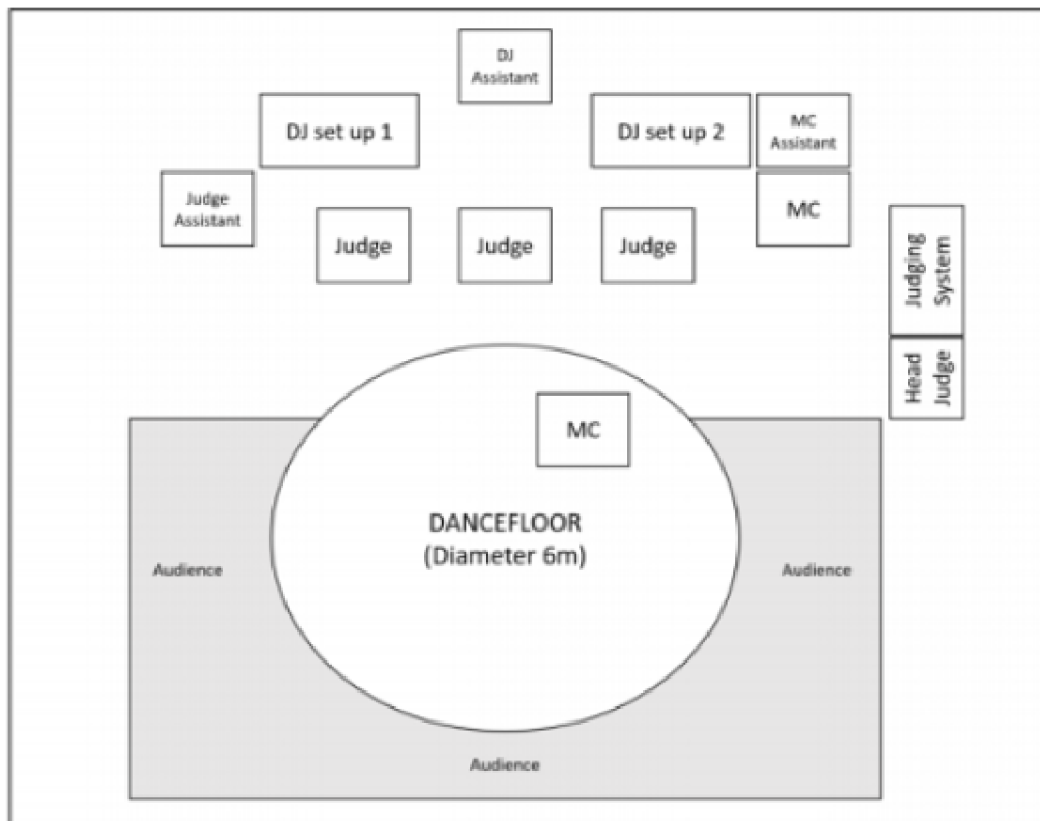 DJ
Assistant
DJ set up 1
DJ set up 2
MC
Assistant
Judge
Assistant
MC
Judge
Judge
Judge
Judging
System
Head
Judge
MC
DANCEFLOOR
(Diameter 6m)
Audience
Audience
Audience